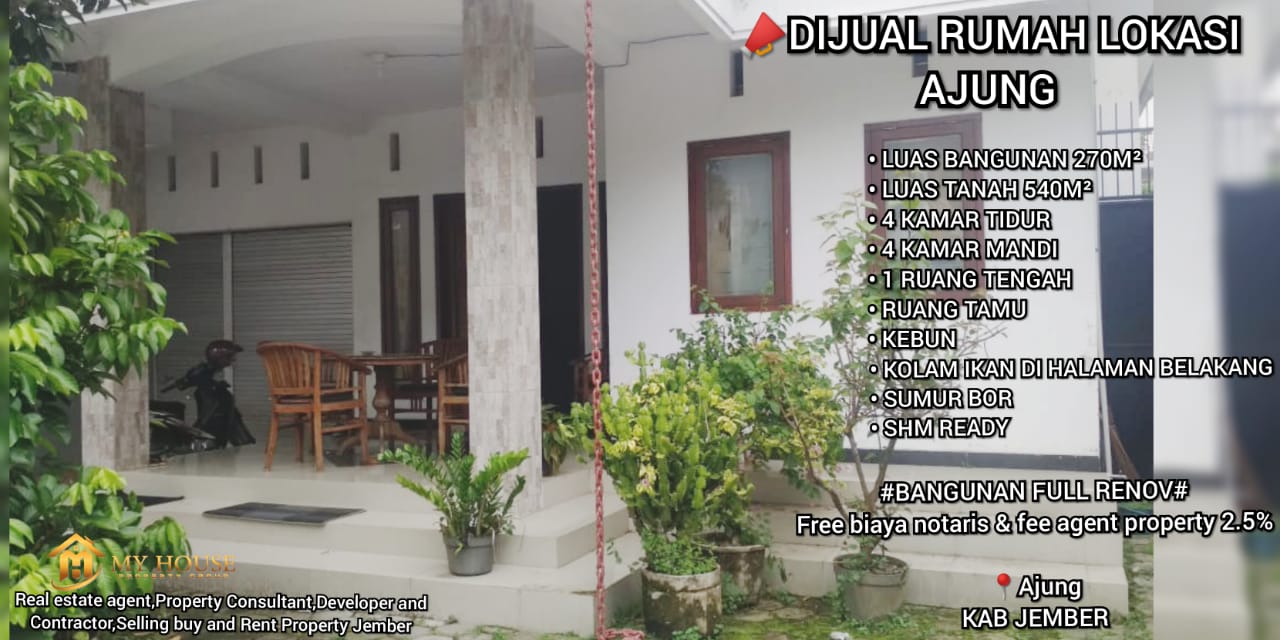 DIJUAL RUMAH LOKASI
AJUNG
• LUAS BANGUNAN 270M²
• LUAS TANAH 540M²
• 4 KAMAR TIDUR
• 4 KAMAR MANDI
• 1 RUANG TENGAH
• RUANG TAMU
• KEBUN
• KOLAM IKAN DI HALAMAN BELAKANG
• SUMUR BOR
• SHM READY
#BANGUNAN FULL RENOV#
Free biaya notaris & fee agent property 2.5%
📍Ajung
KAB JEMBER
MY HOUSE
PROPERTY GROUP
Real estate agent,Property Consultant,Developer and
Contractor,Selling buy and Rent Property Jember